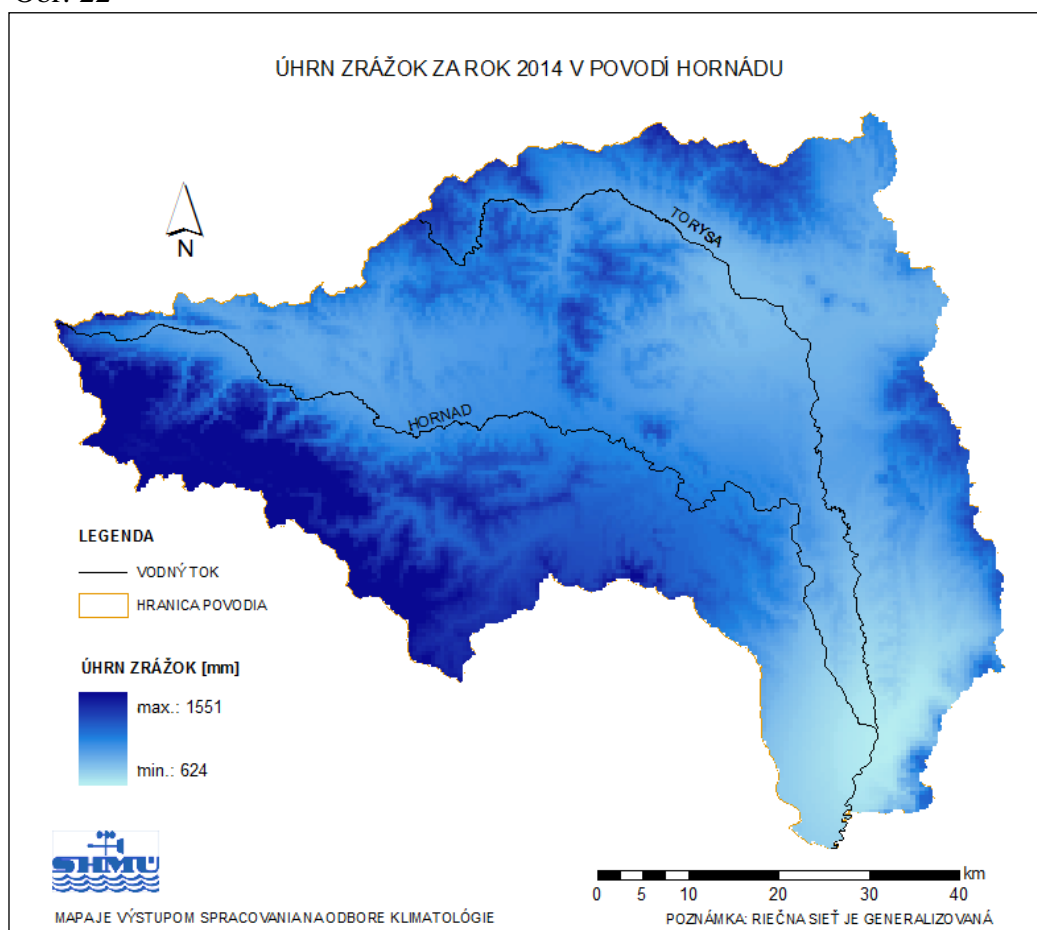 ÚHRN ZRÁŽOK ZA ROK 2014 V POVODÍ HORNÁDU
N
TORYSA
HORNAD
LEGENDA
VODNÝ TOK
HRANICA POVODIA
ÚHRN ZRÁŽOK [mm]
max.: 1551
min.: 624
SHMÚ
km
0 5 10 20 30 40
MAPA JE VÝSTUPOM SPRACOVANIA NA ODBORE KLIMATOLÓGIE
POZNÁMKA: RIEČNA SIEŤ JE GENERALIZOVANÁ